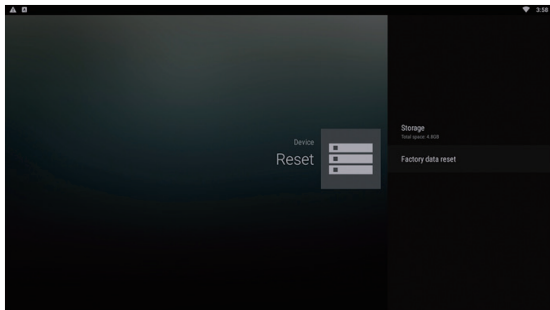 3:58
Device
Reset
Storage
Total space: 4.8GB
Factory data reset